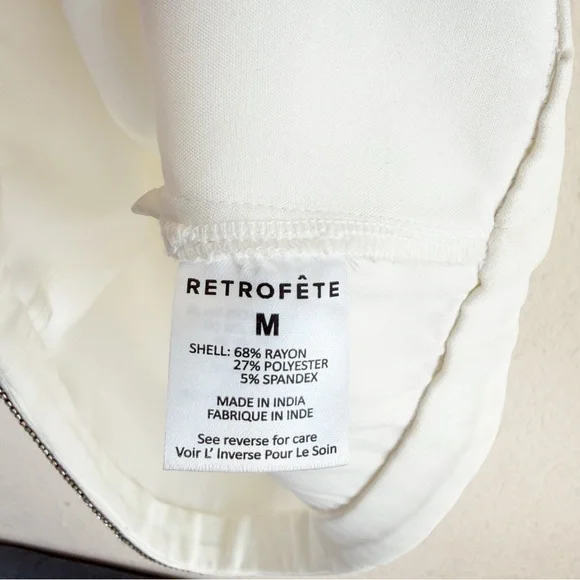 RETROFÊTE
M
SHELL: 68% RAYON
27% POLYESTER
5% SPANDEX
MADE IN INDIA
FABRIQUE IN INDE
See reverse for care
Voir L' Inverse Pour Le Soin